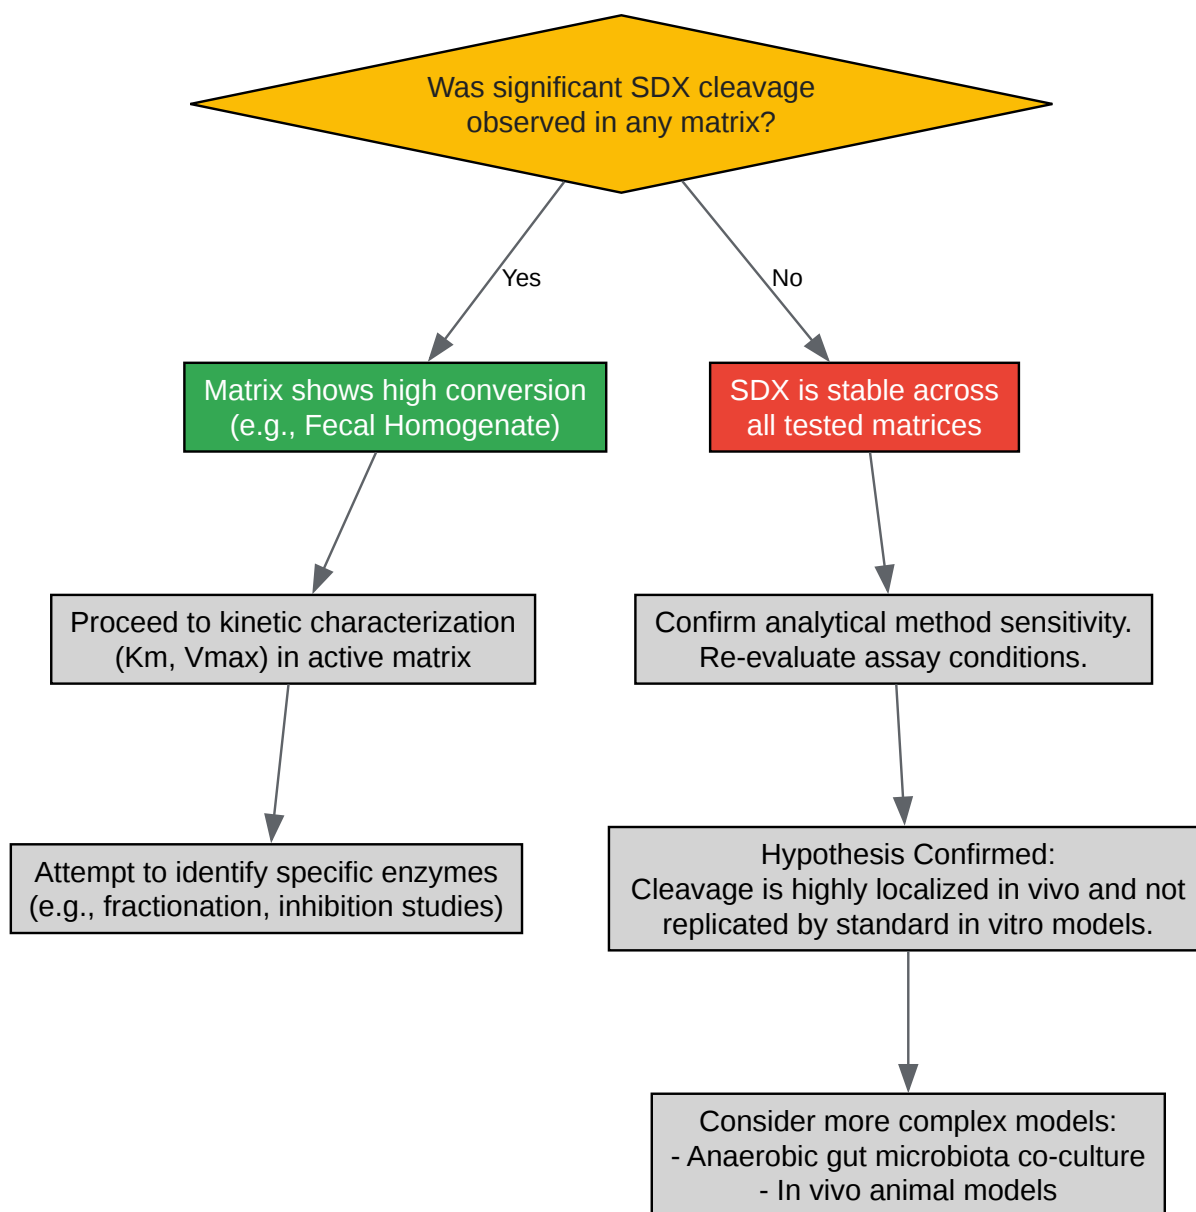 Was significant SDX cleavage
observed in any matrix?
Yes
No
Matrix shows high conversion
(e.g., Fecal Homogenate)
SDX is stable across
all tested matrices
Proceed to kinetic characterization
(Km, Vmax) in active matrix
Confirm analytical method sensitivity.
Re-evaluate assay conditions.
Attempt to identify specific enzymes
(e.g., fractionation, inhibition studies)
Hypothesis Confirmed:
Cleavage is highly localized in vivo and not
replicated by standard in vitro models.
Consider more complex models:
- Anaerobic gut microbiota co-culture
- In vivo animal models